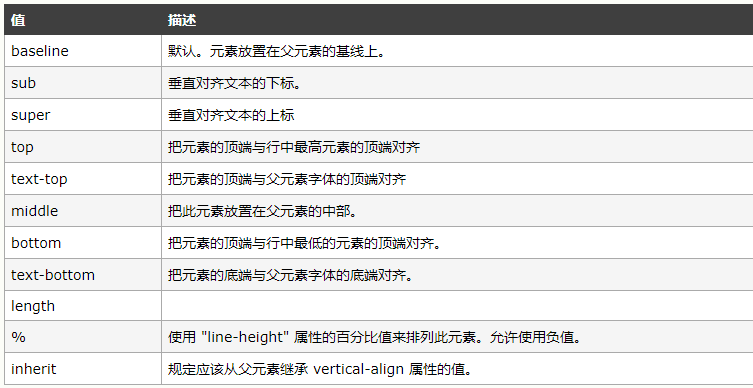 值 描述
baseline 默认。元素放置在父元素的基线上。
sub 垂直对齐文本的下标。
super 垂直对齐文本的上标
top 把元素的顶端与行中最高元素的顶端对齐
text-top 把元素的顶端与父元素字体的顶端对齐
middle 把此元素放置在父元素的中部。
bottom 把元素的顶端与行中最低的元素的顶端对齐。
text-bottom 把元素的底端与父元素字体的底端对齐。
length
% 使用 "line-height" 属性的百分比值来排列此元素。允许使用负值。
inherit 规定应该从父元素继承 vertical-align 属性的值。